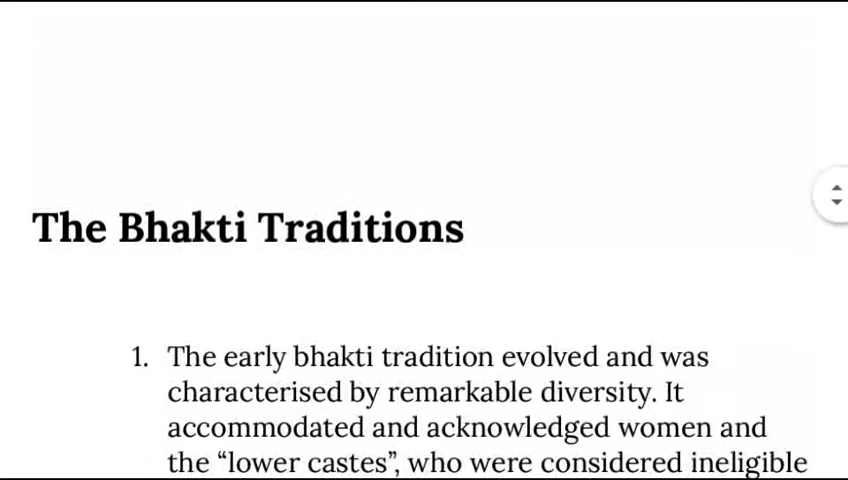 The Bhakti Traditions
1. The early bhakti tradition evolved and was
characterised by remarkable diversity. It
accommodated and acknowledged women and
the “lower castes”, who were considered ineligible